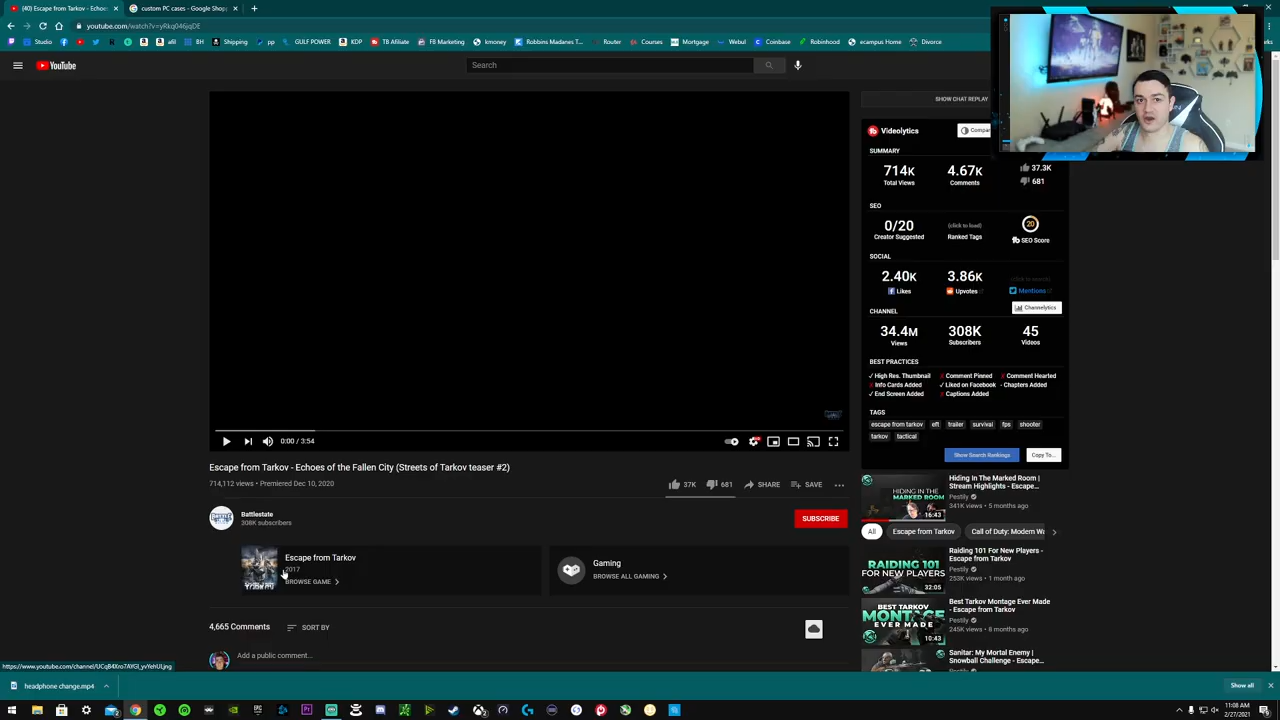 (40) Escape from Tarkov - Echoes
custom PC cases - Google Shopp
youtube.com/watch?v=yRkq046jqDE
Studio
afil
BH
Shipping
pp
GULF POWER
KDP
TB Afiliate
FB Marketing
kmoney
Robbins Madanes T...
Router
Courses
Mortgage
Webul
Coinbase
Robinhood
ecampus Home
Divorce
YouTube
Search
SHOW CHAT REPLAY
Videolytics
SUMMARY
714K
4.67K
37.3K
Total Views
Comments
681
SEO
0/20
(click to load)
20
Creator Suggested
Ranked Tags
SEO Score
SOCIAL
2.40K
3.86K
Likes
Upvotes
Mentions
CHANNEL
Channelytics
34.4M
308K
45
Views
Subscribers
Videos
BEST PRACTICES
✓ High Res. Thumbnail
✗ Comment Pinned
✗ Comment Hearted
✗ Info Cards Added
✓ Liked on Facebook
- Chapters Added
✓ End Screen Added
✗ Captions Added
TAGS
escape from tarkov
eft
trailer
survival
fps
shooter
tarkov
tactical
Show Search Rankings
Copy To...
0:00 / 3:54
Escape from Tarkov - Echoes of the Fallen City (Streets of Tarkov teaser #2)
714,112 views • Premiered Dec 10, 2020
37K
681
SHARE
SAVE
Battlestate
308K subscribers
SUBSCRIBE
Escape from Tarkov
2017
BROWSE GAME
Gaming
BROWSE ALL GAMING
4,665 Comments
SORT BY
Add a public comment...
HIDING IN THE MARKED ROOM
16:43
Hiding In The Marked Room |
Stream Highlights - Escape...
Pestily
341K views • 5 months ago
All
Escape from Tarkov
Call of Duty: Modern Wa
RAIDING 101
FOR NEW PLAYERS
32:05
Raiding 101 For New Players -
Escape from Tarkov
Pestily
253K views • 1 month ago
BEST TARKOV
MONTAGE
EVER MADE
10:43
Best Tarkov Montage Ever Made
- Escape from Tarkov
Pestily
245K views • 8 months ago
Sanitar: My Mortal Enemy |
Snowball Challenge - Escape...
https://www.youtube.com/channel/UCqB4Xro7AYGl_yvYehULjng
headphone change.mp4
Show all
11:08 AM
2/27/2021